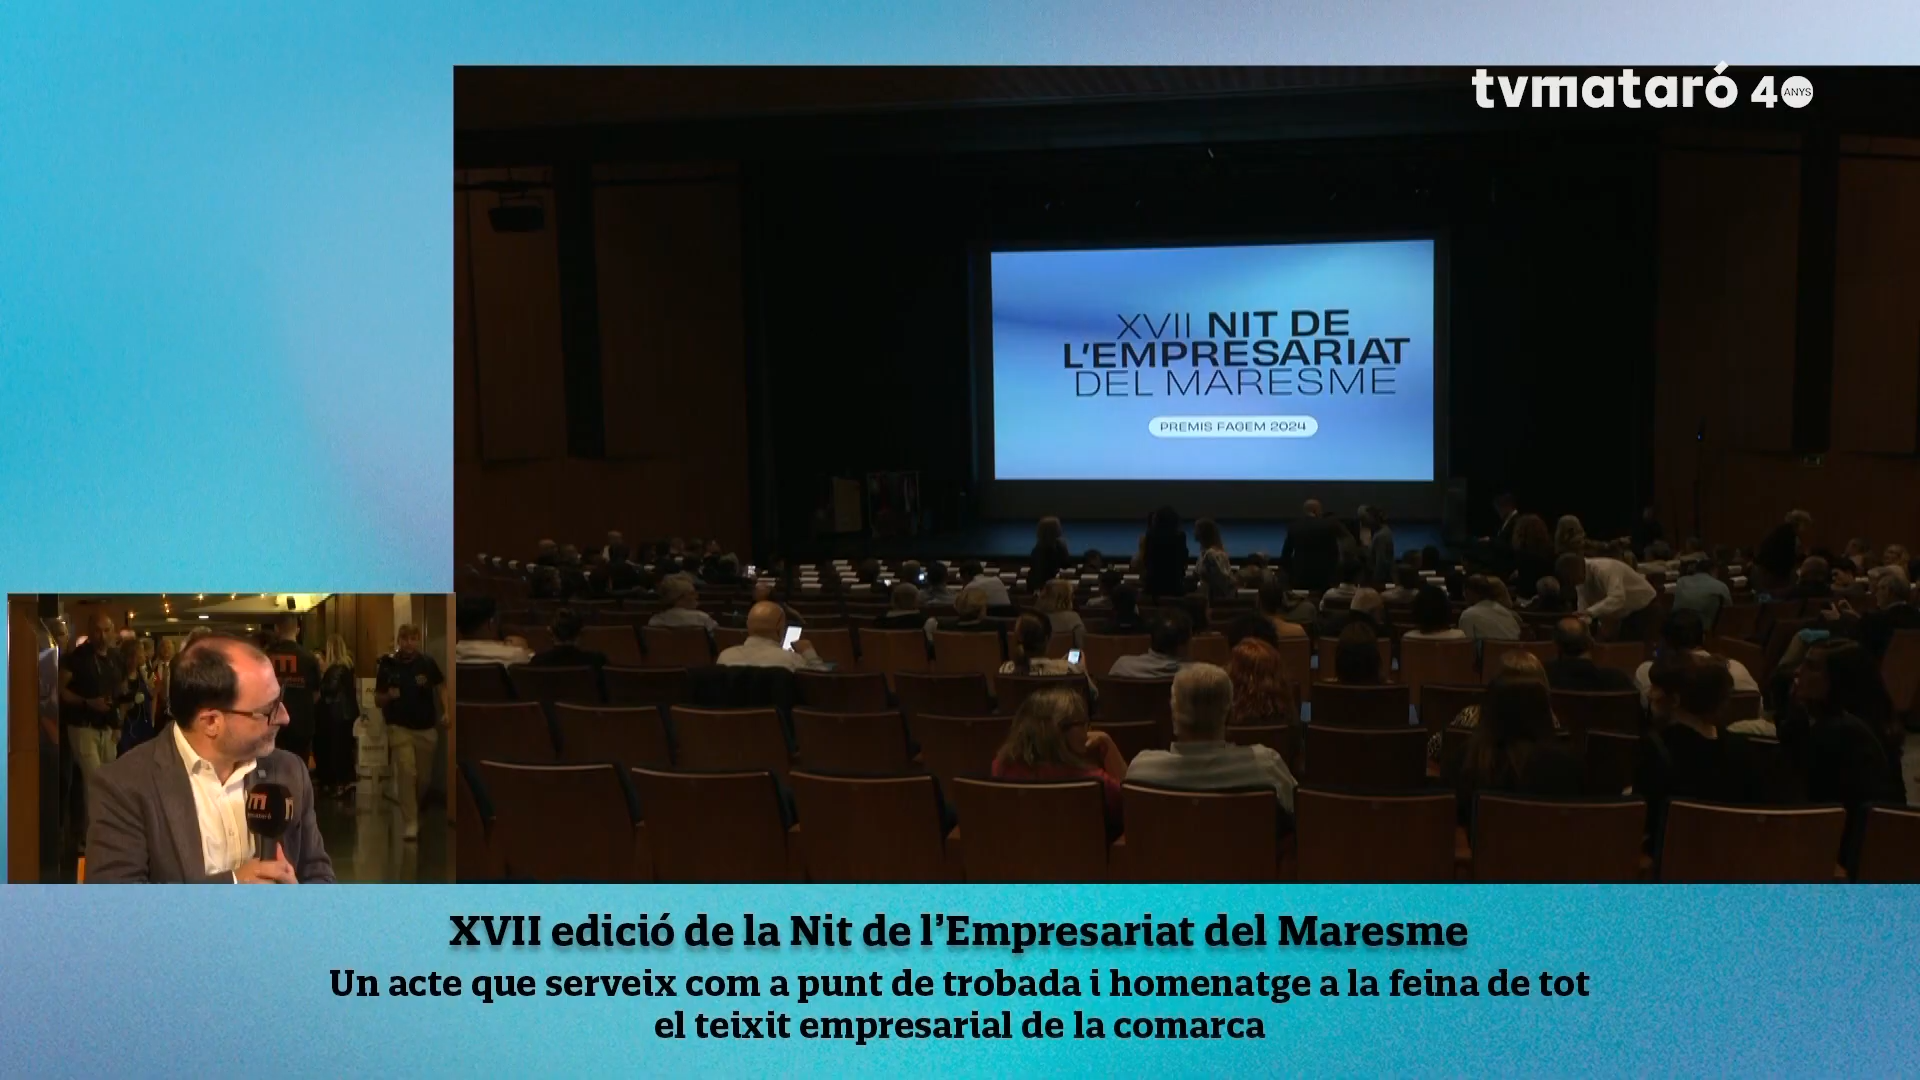 tvmataró 40
ANYS
XVII NIT DE
L'EMPRESARIAT
DEL MARESME
PREMIS FAGEM 2024
m
mataró
XVII edició de la Nit de l’Empresariat del Maresme
Un acte que serveix com a punt de trobada i homenatge a la feina de tot
el teixit empresarial de la comarca